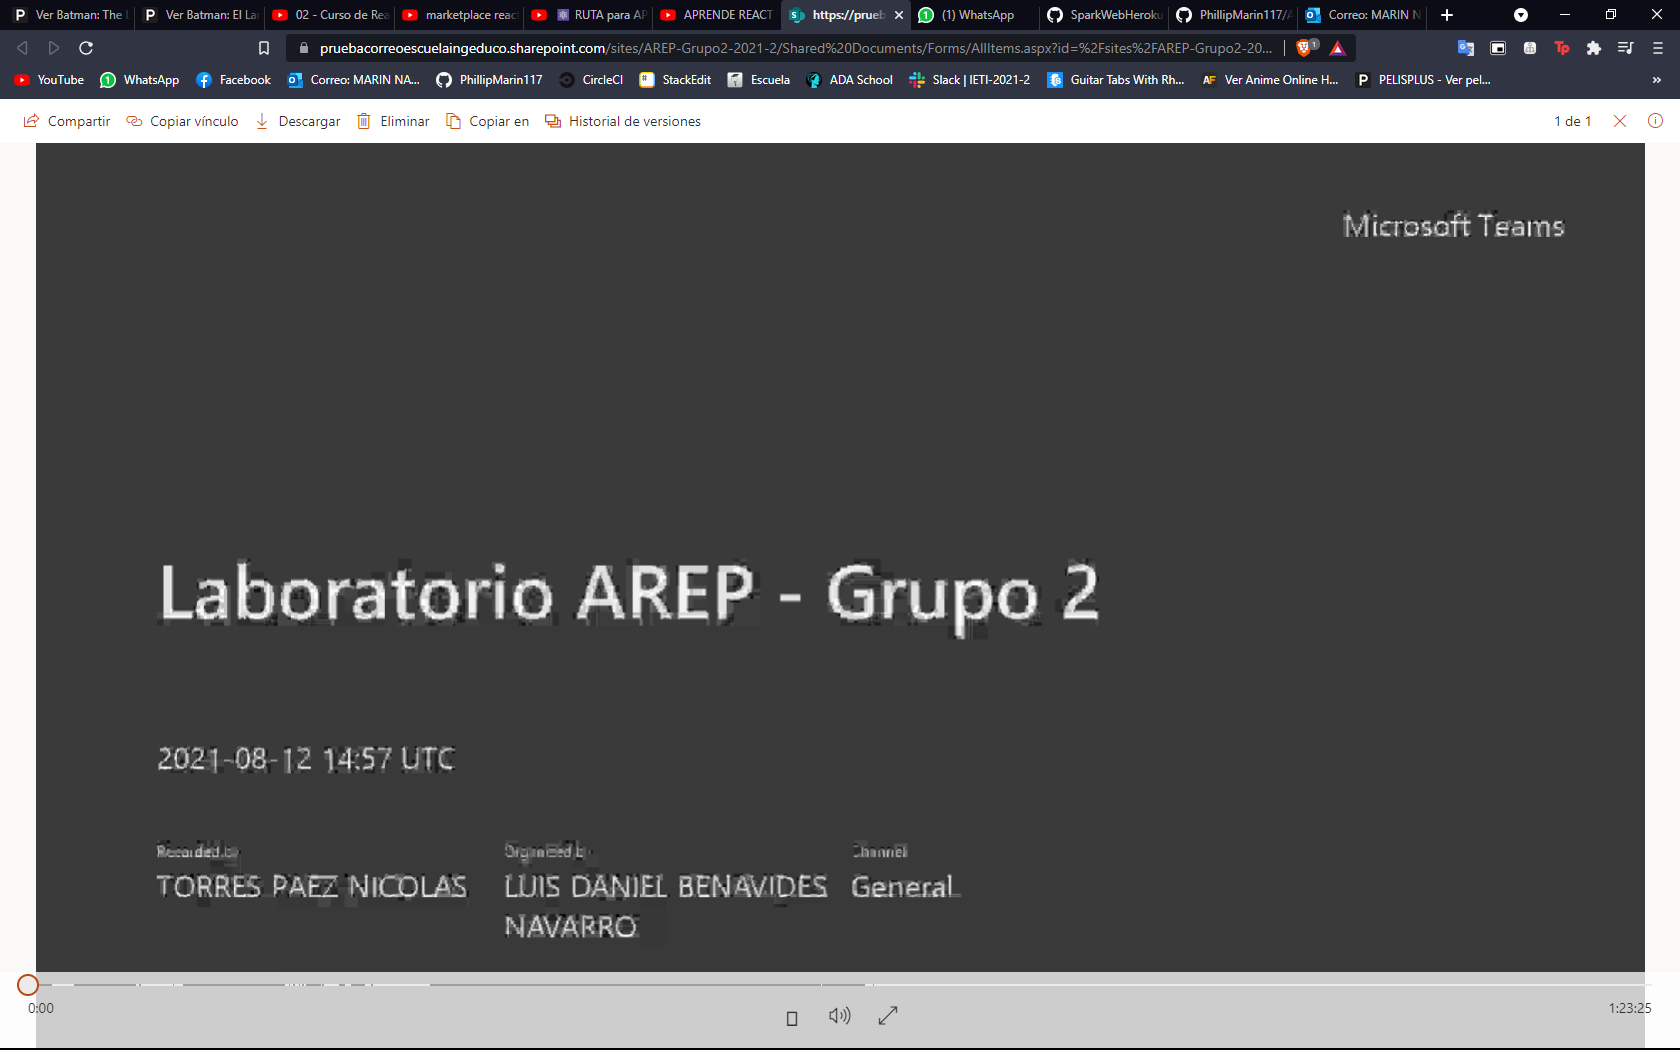 Ver Batman: The L
Ver Batman: El Lar
02 - Curso de Rea
marketplace react
RUTA para AP
APRENDE REACT
https://prueb
(1) WhatsApp
SparkWebHeroku
PhillipMarin117/A
Correo: MARIN N
pruebacorreoescuelaingeduco.sharepoint.com/sites/AREP-Grupo2-2021-2/Shared%20Documents/Forms/AllItems.aspx?id=%2Fsites%2FAREP-Grupo2-20...
1
YouTube
WhatsApp
Facebook
Correo: MARIN NA...
PhillipMarin117
CircleCI
StackEdit
Escuela
ADA School
Slack | IETI-2021-2
Guitar Tabs With Rh...
Ver Anime Online H...
PELISPLUS - Ver pel...
Compartir
Copiar vínculo
Descargar
Eliminar
Copiar en
Historial de versiones
1 de 1
Microsoft Teams
Laboratorio AREP - Grupo 2
2021-08-12 14:57 UTC
Recorded by
Organized by
Channel
TORRES PAEZ NICOLAS
LUIS DANIEL BENAVIDES
NAVARRO
General
0:00
1:23:25